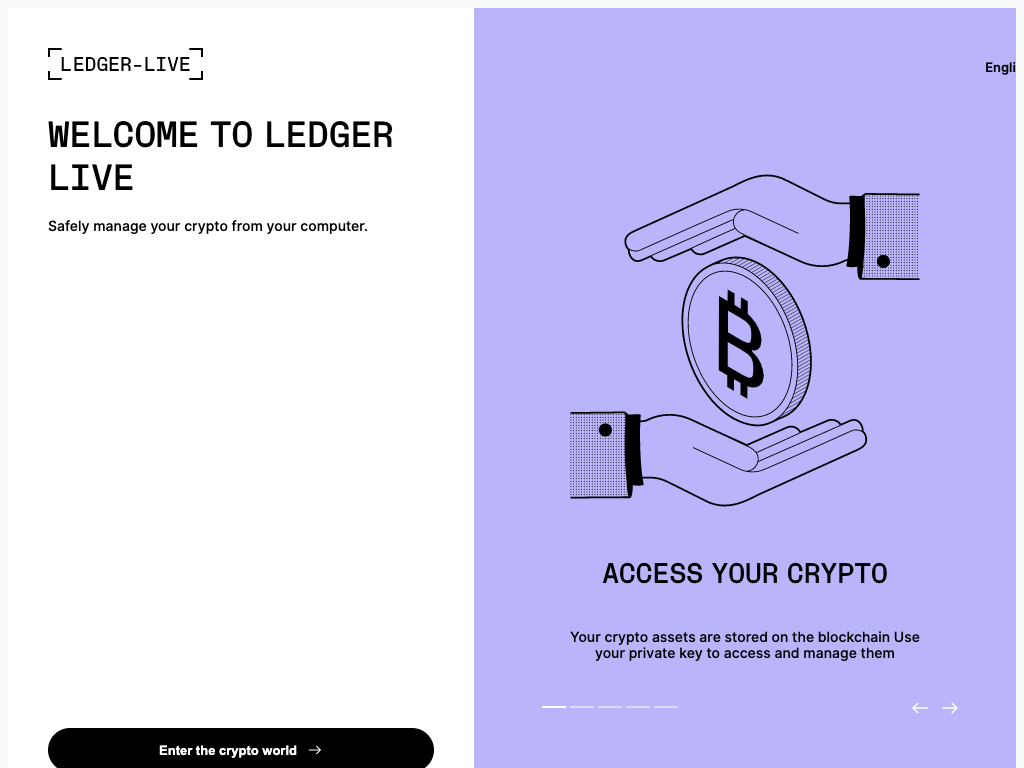 LEDGER-LIVE
WELCOME TO LEDGER
LIVE
Safely manage your crypto from your computer.
Enter the crypto world
Engli
ACCESS YOUR CRYPTO
Your crypto assets are stored on the blockchain Use
your private key to access and manage them